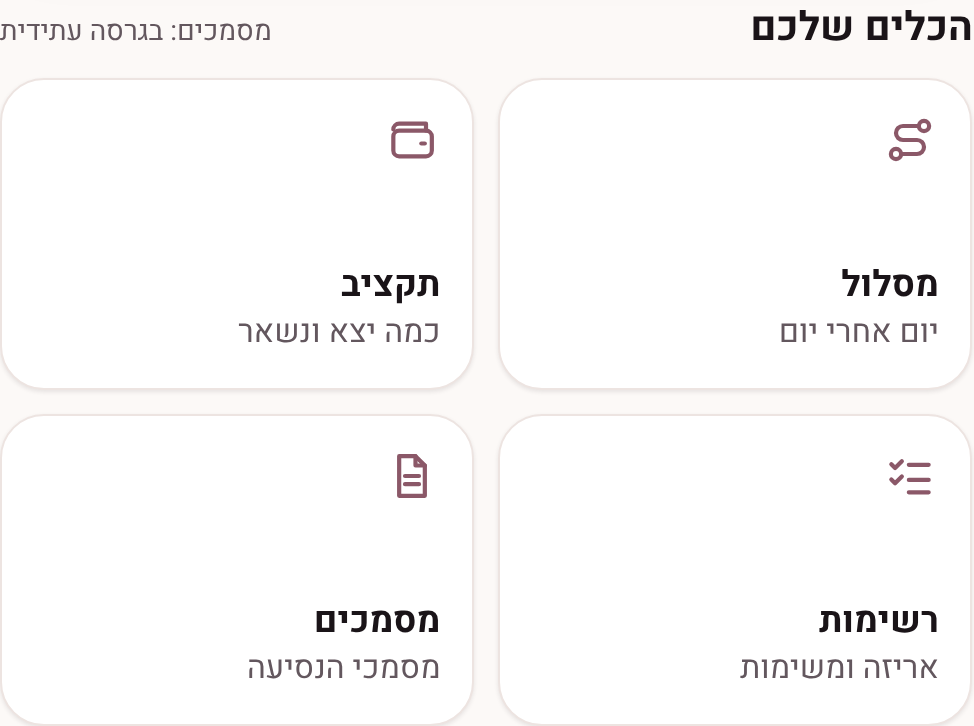 הכלים שלכם
מסמכים: בגרסה עתידית
מסלול
יום אחרי יום
תקציב
כמה יצא ונשאר
רשימות
אריזה ומשימות
מסמכים
מסמכי הנסיעה